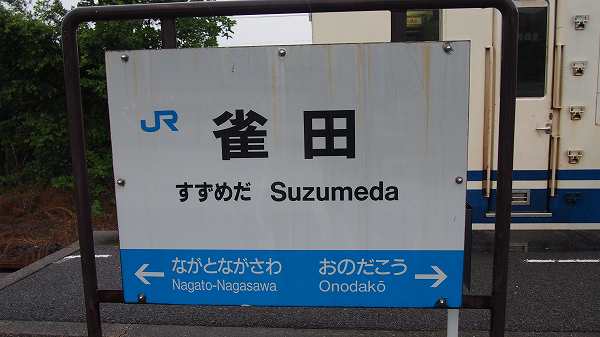 JR 雀田
すずめだ Suzumeda
← ながとながさわ おのだこう →
Nagato-Nagasawa Onodakō